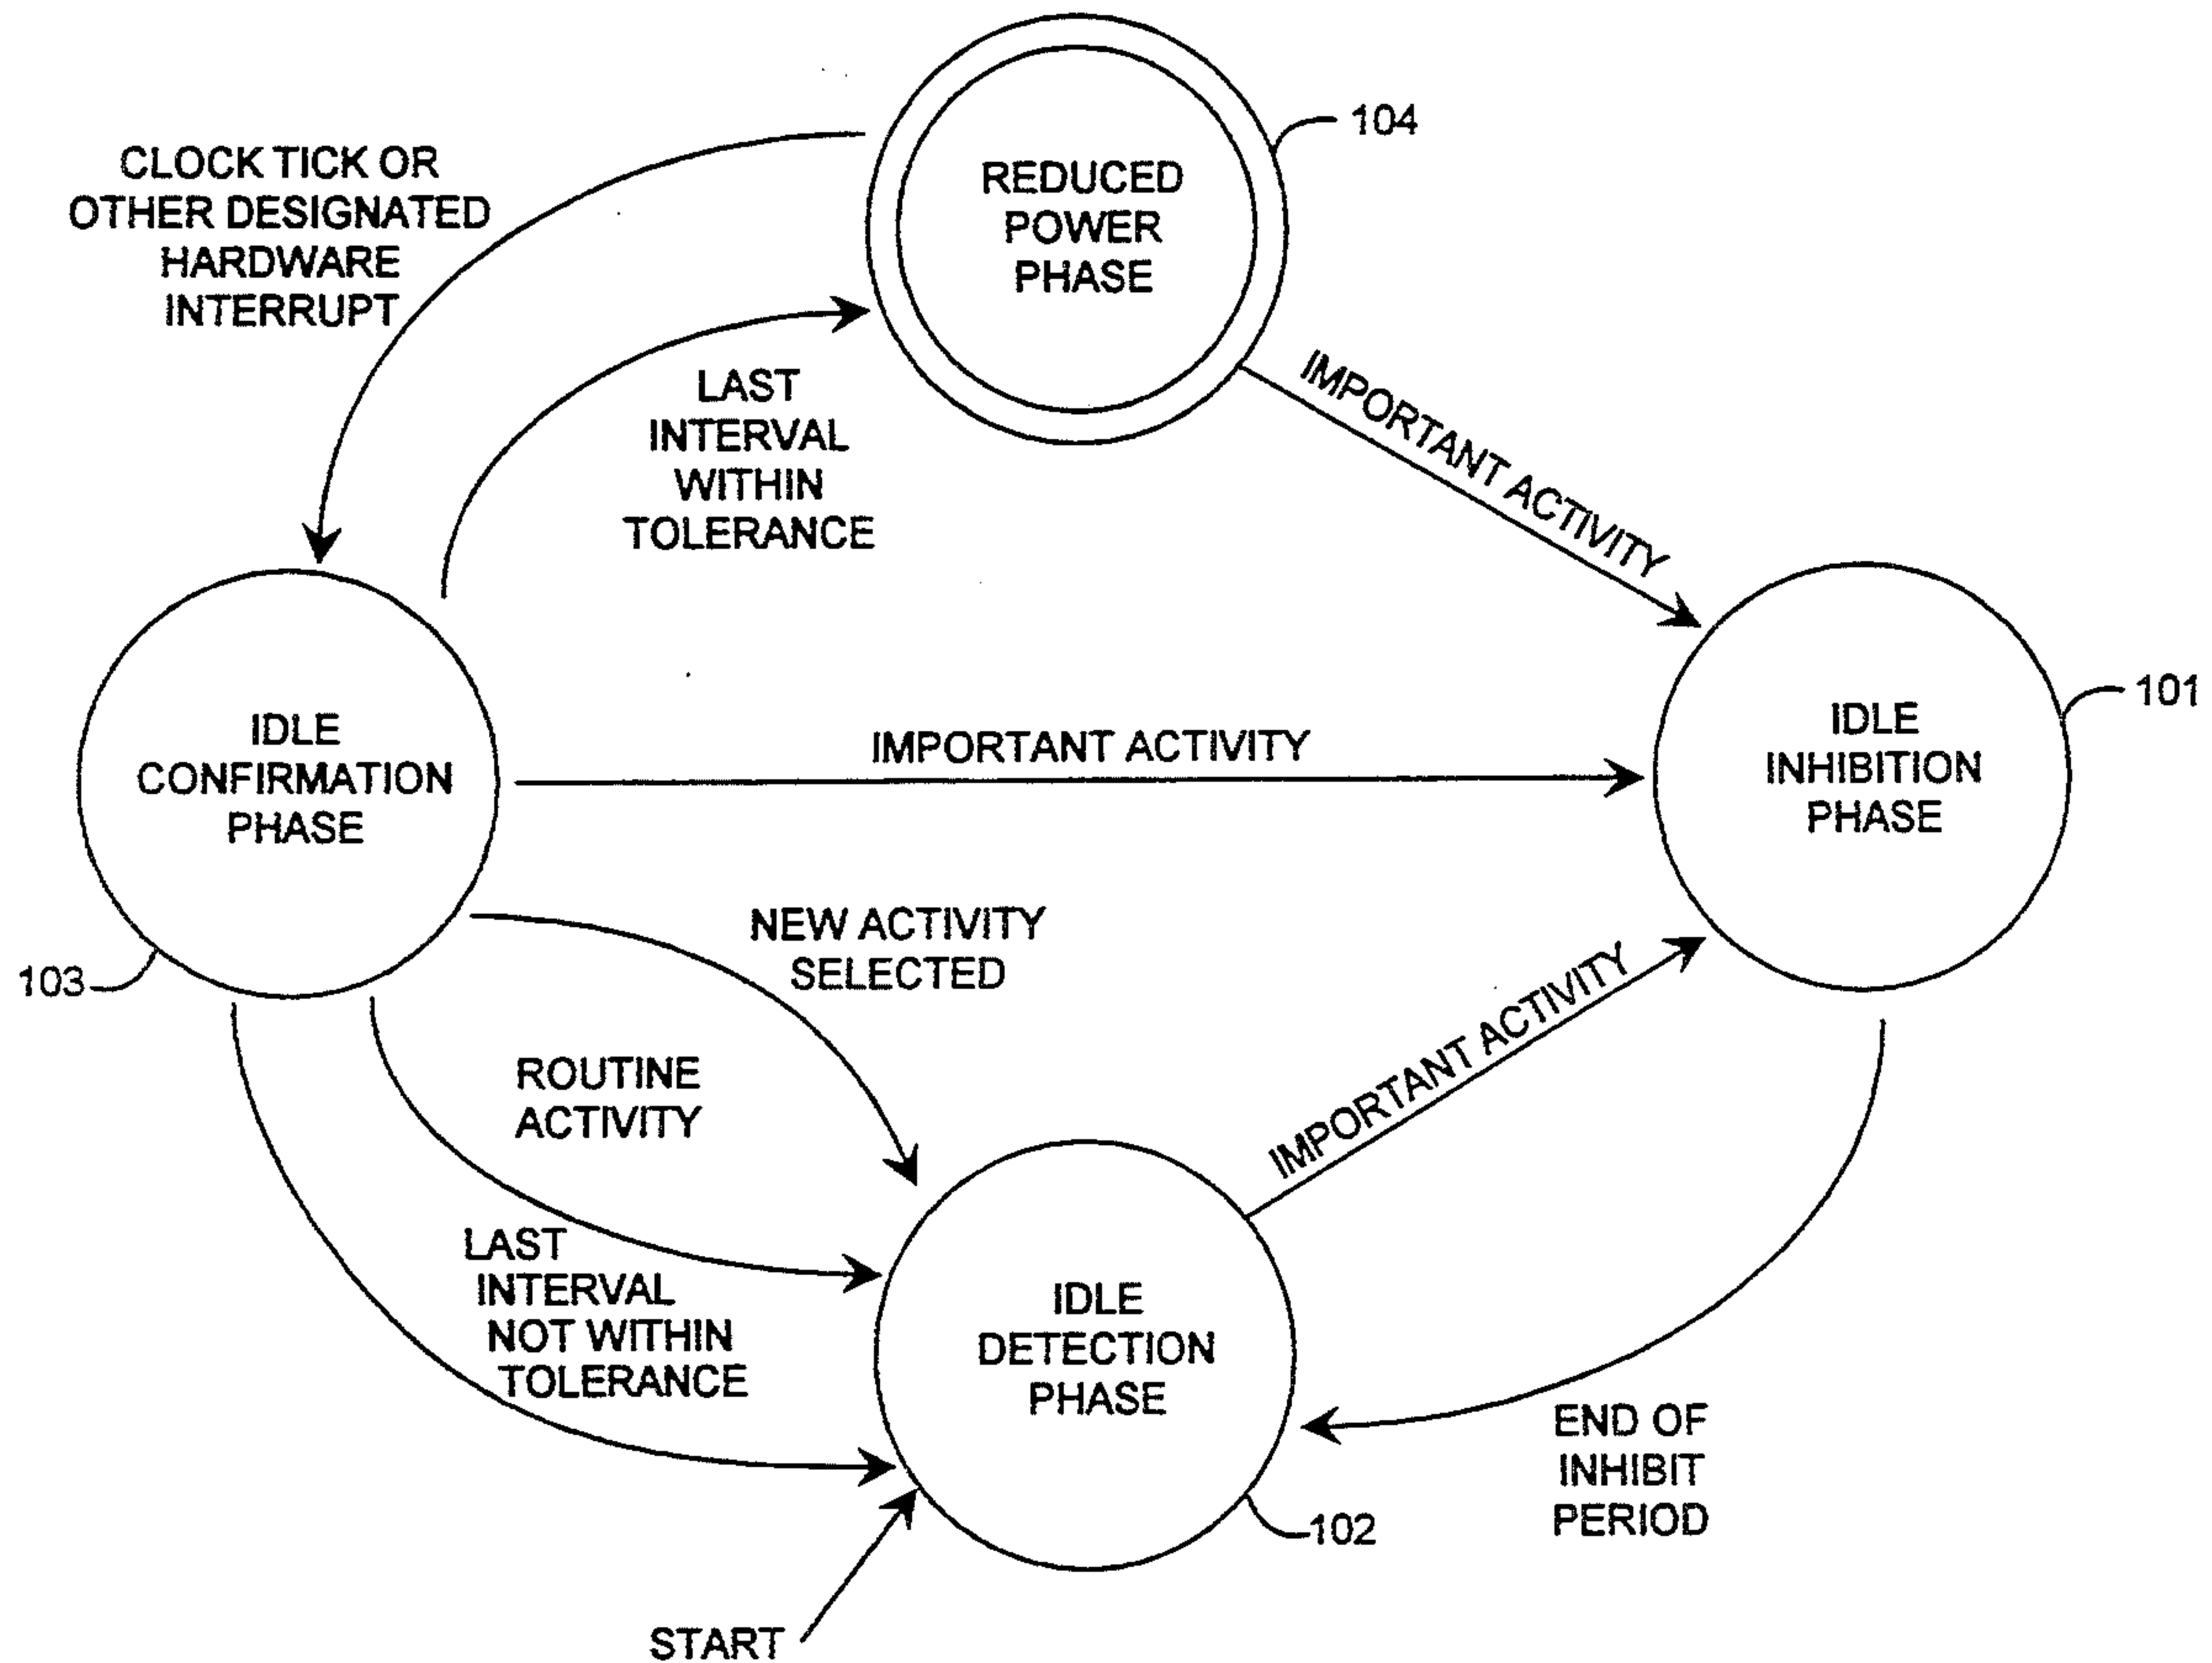 104
REDUCED
POWER
PHASE
CLOCK TICK OR
OTHER DESIGNATED
HARDWARE
INTERRUPT
LAST
INTERVAL
WITHIN
TOLERANCE
IMPORTANT ACTIVITY
101
IDLE
INHIBITION
PHASE
IDLE
CONFIRMATION
PHASE
IMPORTANT ACTIVITY
103
NEW ACTIVITY
SELECTED
ROUTINE
ACTIVITY
IMPORTANT ACTIVITY
LAST
INTERVAL
NOT WITHIN
TOLERANCE
IDLE
DETECTION
PHASE
END OF
INHIBIT
PERIOD
102
START